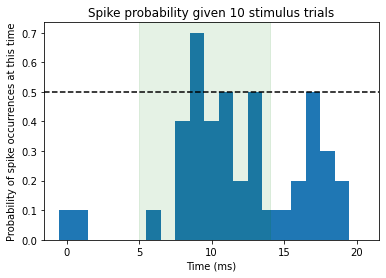 Spike probability given 10 stimulus trials
Probability of spike occurrences at this time
0.7
0.6
0.5
0.4
0.3
0.2
0.1
0.0
0 5 10 15 20
Time (ms)